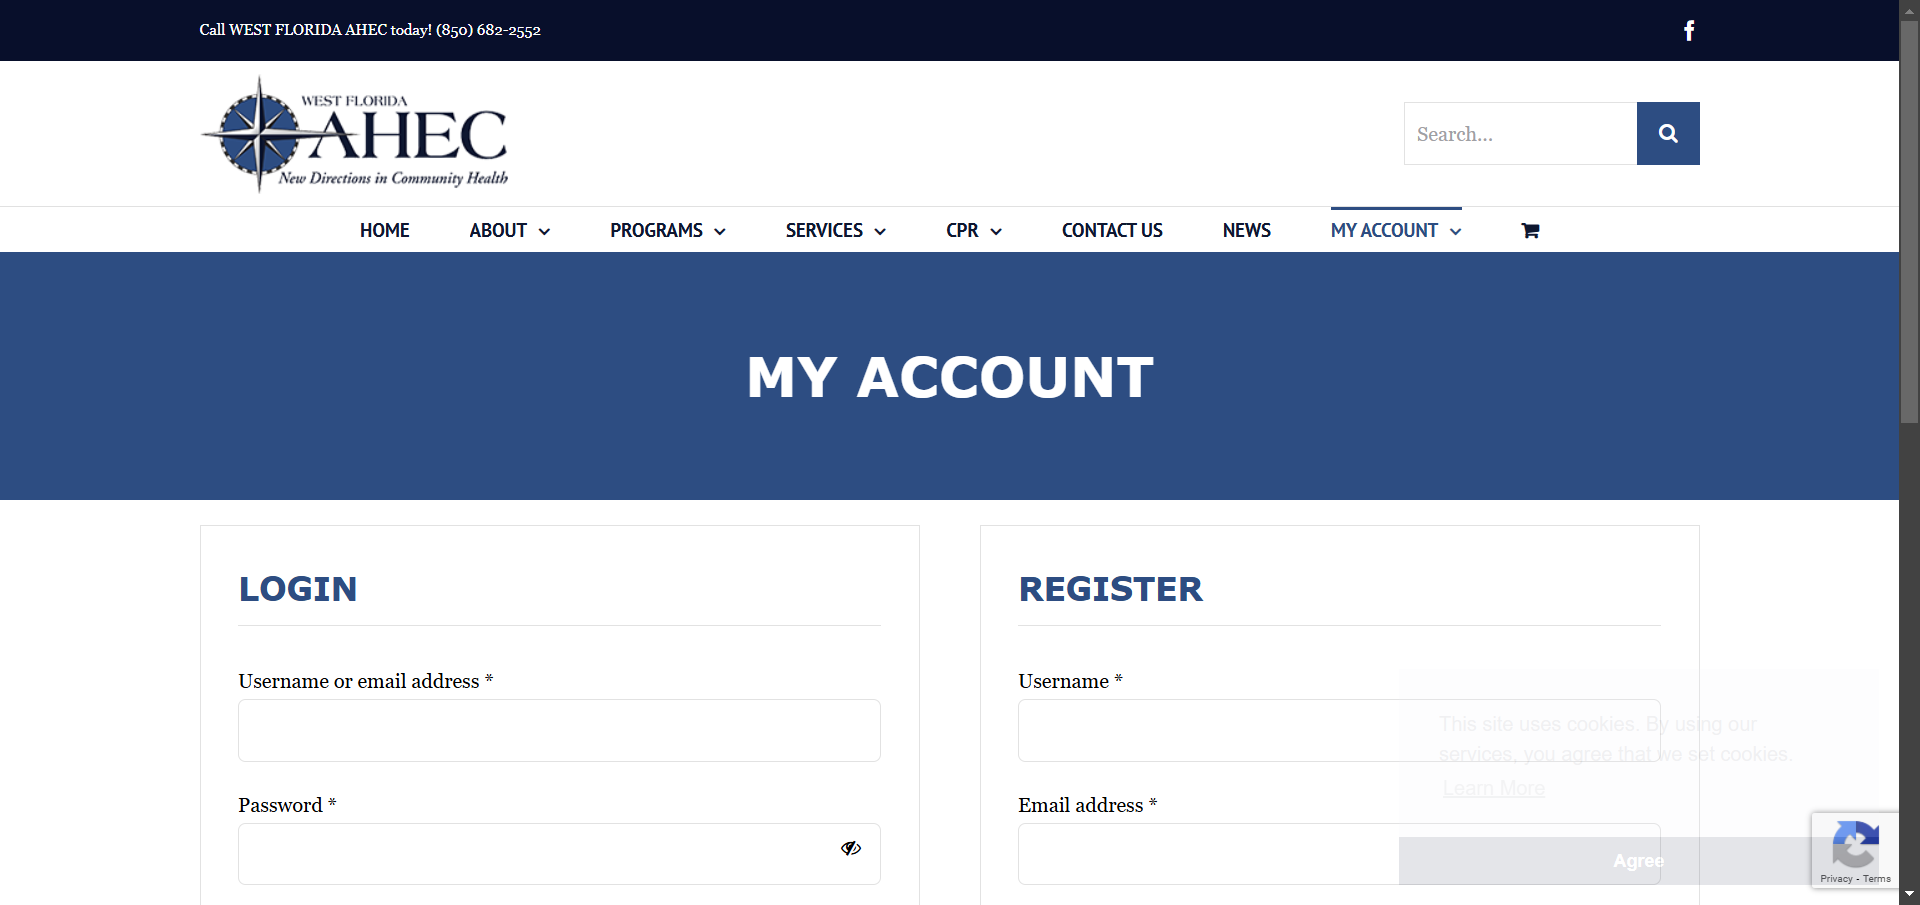 Call WEST FLORIDA AHEC today! (850) 682-2552
WEST FLORIDA
AHEC
New Directions in Community Health
Search...
HOME
ABOUT
PROGRAMS
SERVICES
CPR
CONTACT US
NEWS
MY ACCOUNT
MY ACCOUNT
LOGIN
REGISTER
Username or email address *
Username *
This site uses cookies. By using our
services, you agree that we set cookies.
Learn More
Password *
Email address *
Agree
Privacy - Terms